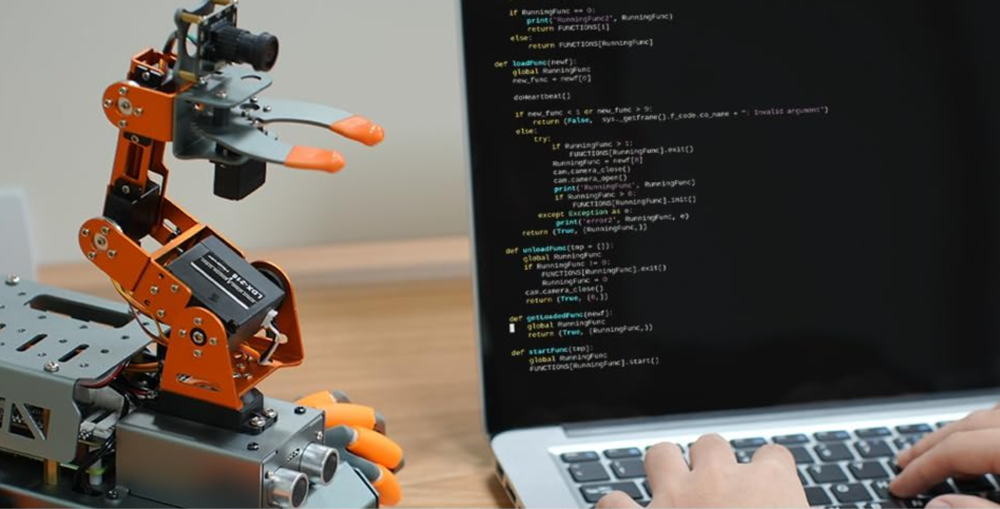 if RunningFunc == 0:
print('RunningFunc2', RunningFunc)
return FUNCTIONS[1]
else:
return FUNCTIONS[RunningFunc]
def loadFunc(newf):
global RunningFunc
new_func = newf[0]
doHeartbeat()
if new_func < 1 or new_func > 9:
return (False,  sys._getframe().f_code.co_name + ": Invalid argument")
else:
try:
if RunningFunc > 1:
FUNCTIONS[RunningFunc].exit()
RunningFunc = newf[0]
cam.camera_close()
cam.camera_open()
print('RunningFunc', RunningFunc)
if RunningFunc > 0:
FUNCTIONS[RunningFunc].init()
except Exception as e:
print('error2', RunningFunc, e)
return (True, (RunningFunc,))
def unloadFunc(tmp = ()):
global RunningFunc
if RunningFunc != 0:
FUNCTIONS[RunningFunc].exit()
RunningFunc = 0
cam.camera_close()
return (True, (0,))
def getLoadedFunc(newf):
global RunningFunc
return (True, (RunningFunc,))
def startFunc(tmp):
global RunningFunc
FUNCTIONS[RunningFunc].start()
LDX-218